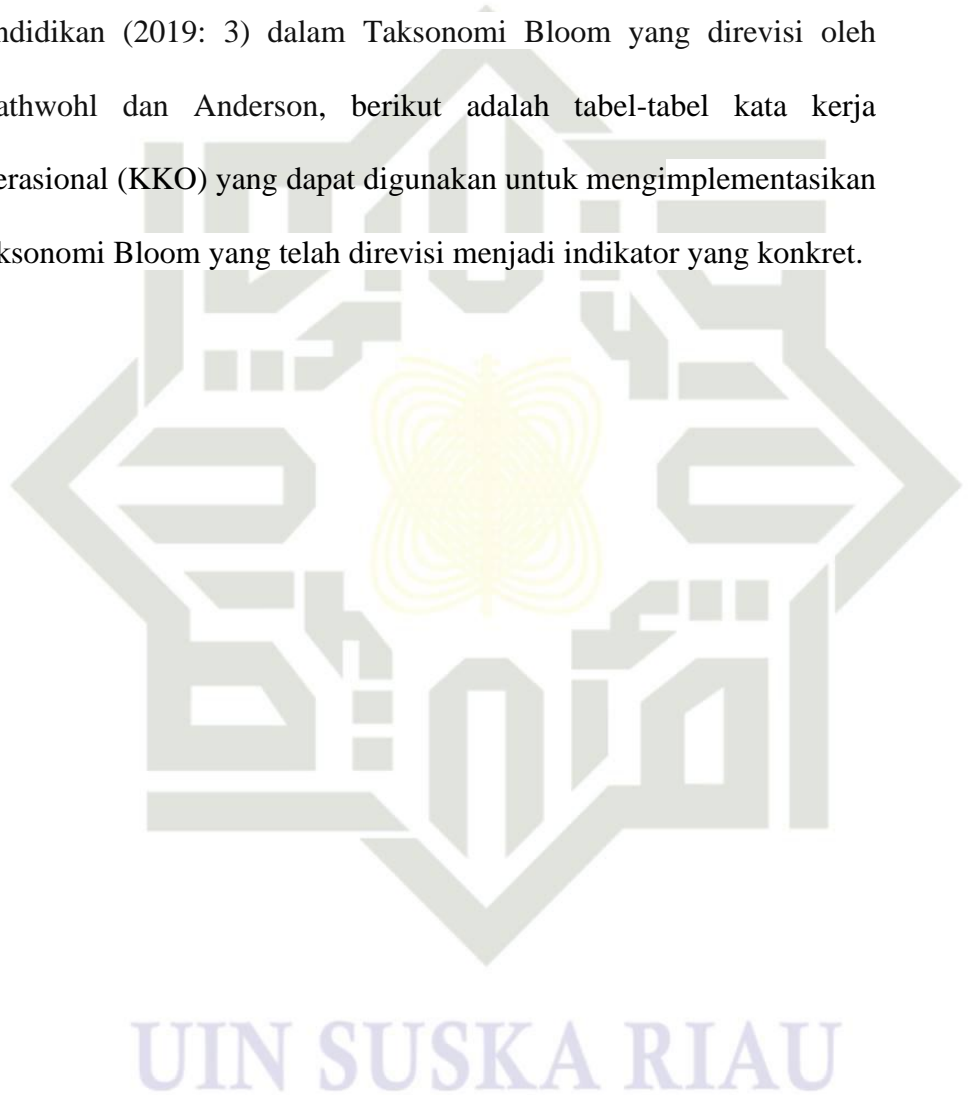 ndidikan (2019: 3) dalam Taksonomi Bloom yang direvisi oleh
athwohl dan Anderson, berikut adalah tabel-tabel kata kerja
erasional (KKO) yang dapat digunakan untuk mengimplementasikan
ksonomi Bloom yang telah direvisi menjadi indikator yang konkret.
UIN SUSKA RIAU